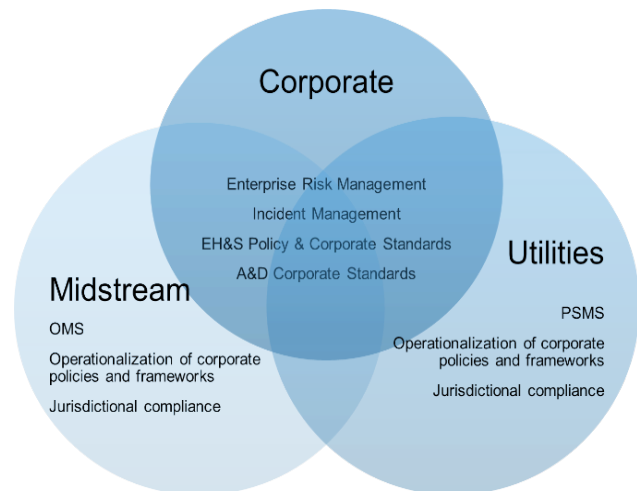 Corporate
Enterprise Risk Management
Incident Management
EH&S Policy & Corporate Standards
A&D Corporate Standards
Midstream
OMS
Operationalization of corporate
policies and frameworks
Jurisdictional compliance
Utilities
PSMS
Operationalization of corporate
policies and frameworks
Jurisdictional compliance